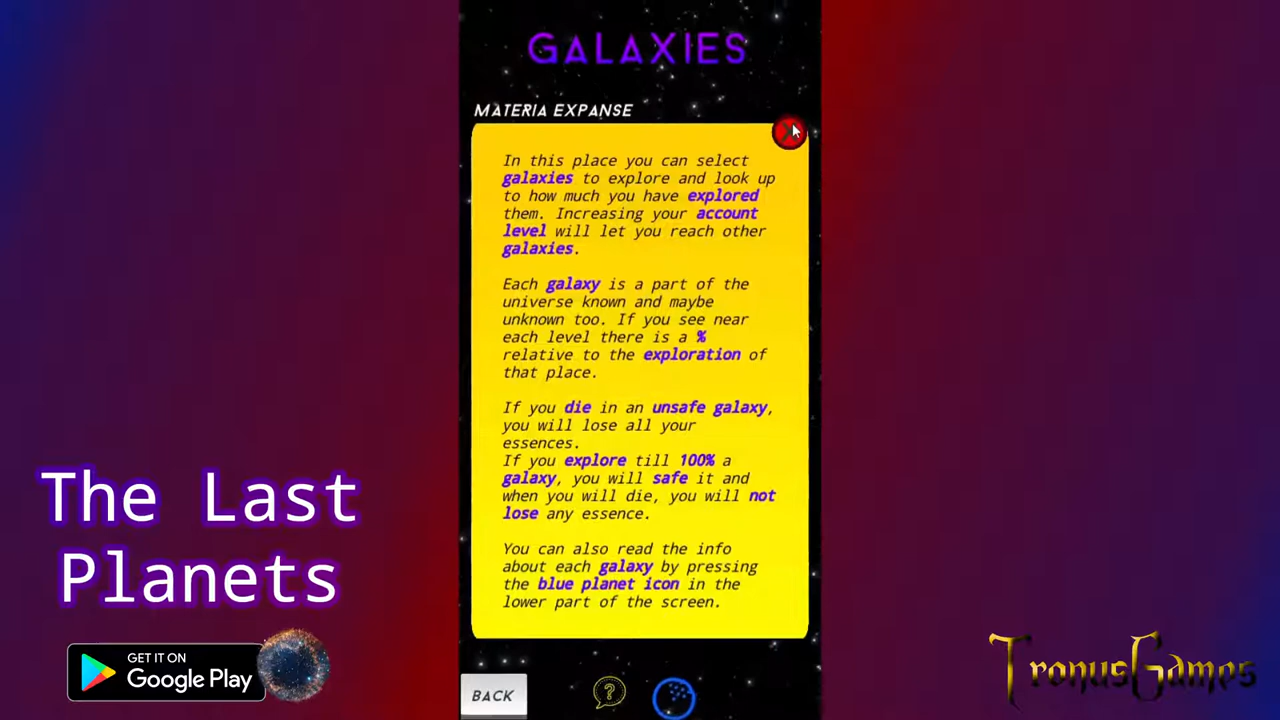 GALAXIES
MATERIA EXPANSE
X
In this place you can select
galaxies to explore and look up
to how much you have explored
them. Increasing your account
level will let you reach other
galaxies.
Each galaxy is a part of the
universe known and maybe
unknown too. If you see near
each level there is a %
relative to the exploration of
that place.
If you die in an unsafe galaxy,
you will lose all your
essences.
If you explore till 100% a
galaxy, you will safe it and
when you will die, you will not
lose any essence.
You can also read the info
about each galaxy by pressing
the blue planet icon in the
lower part of the screen.
BACK
?
The Last
Planets
GET IT ON
Google Play
TronusGames